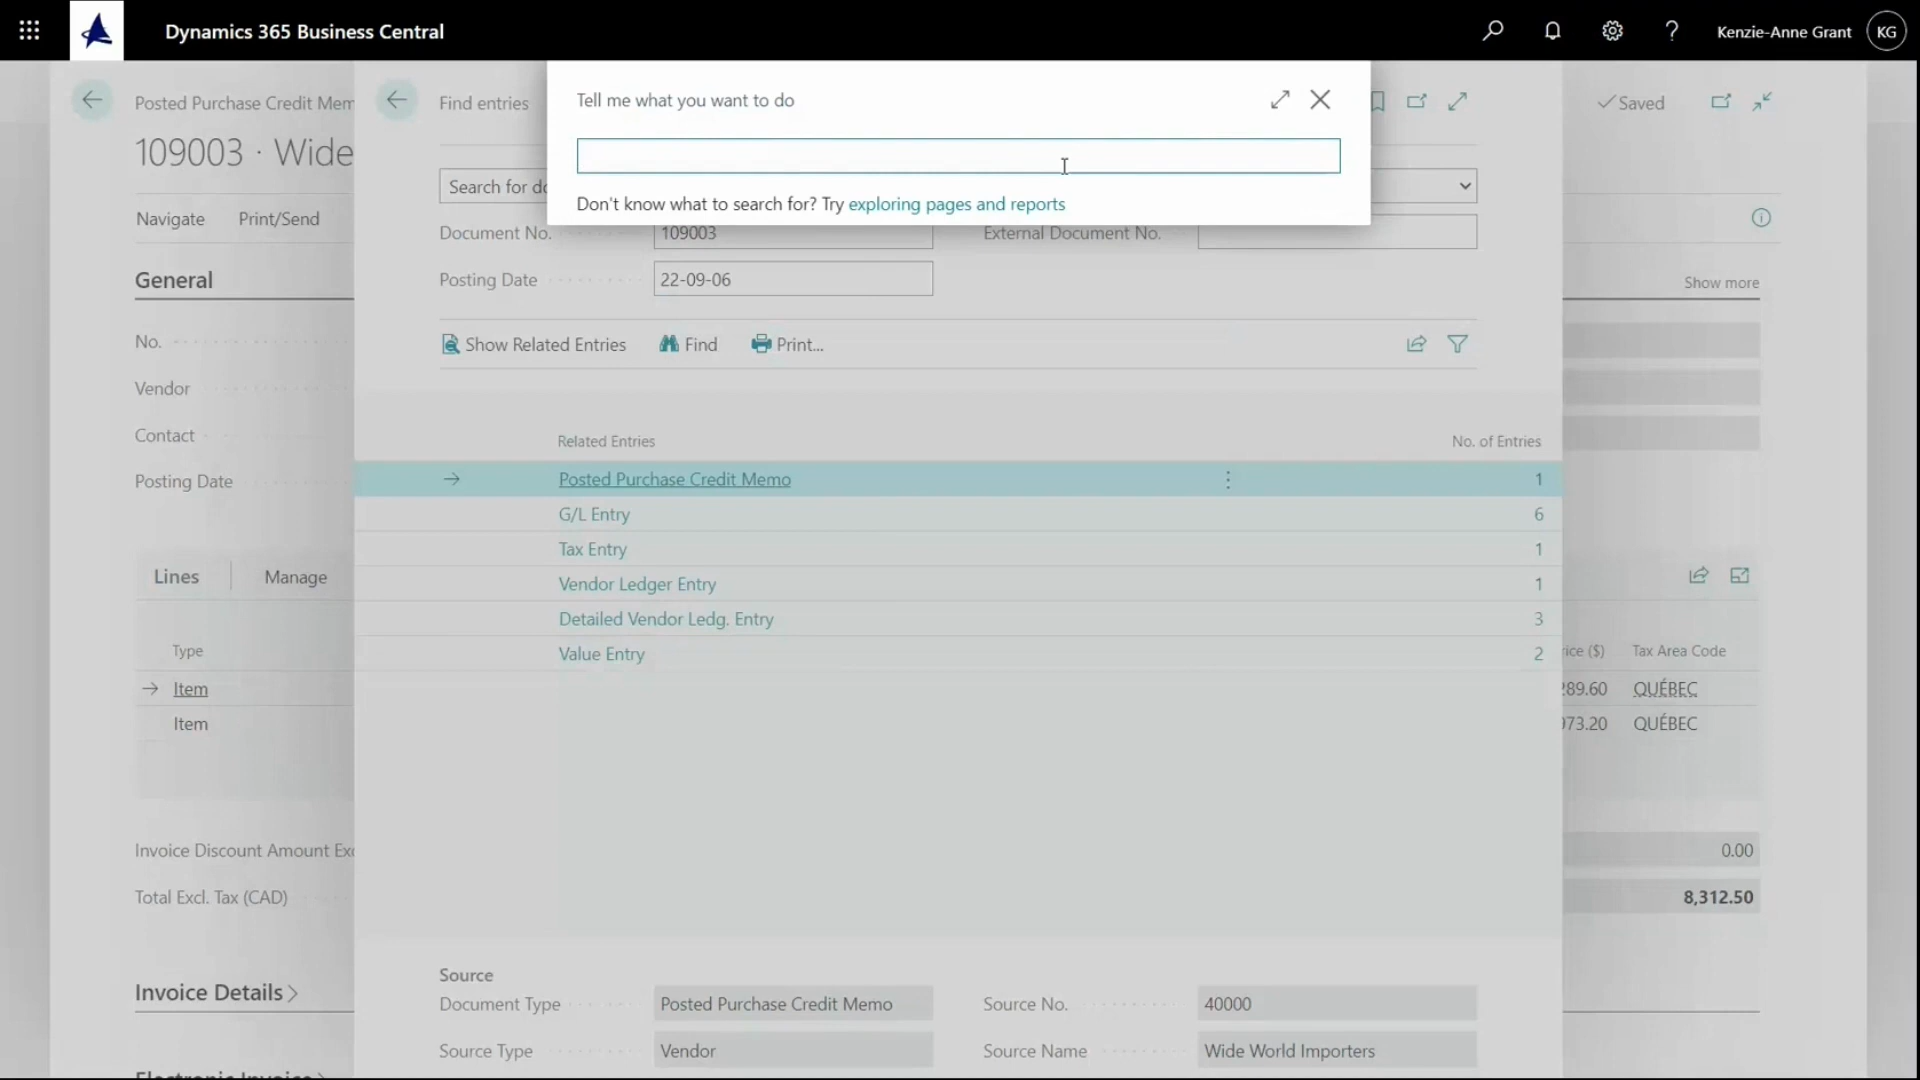 Dynamics 365 Business Central
Kenzie-Anne Grant
KG
Tell me what you want to do
Don't know what to search for? Try exploring pages and reports
Posted Purchase Credit Mem
109003 · Wide
Navigate
Print/Send
General
No.
Vendor
Contact
Posting Date
Lines
Manage
Type
Item
Item
Invoice Discount Amount Exc
Total Excl. Tax (CAD)
Invoice Details
Electronic Invoice
Find entries
Search for do
Document No.
109003
External Document No.
Posting Date
22-09-06
Show Related Entries
Find
Print...
Related Entries
No. of Entries
Posted Purchase Credit Memo
1
G/L Entry
6
Tax Entry
1
Vendor Ledger Entry
1
Detailed Vendor Ledg. Entry
3
Value Entry
2
Source
Document Type
Posted Purchase Credit Memo
Source No.
40000
Source Type
Vendor
Source Name
Wide World Importers
Saved
Show more
rice ($)
Tax Area Code
289.60
QUÉBEC
973.20
QUÉBEC
0.00
8,312.50